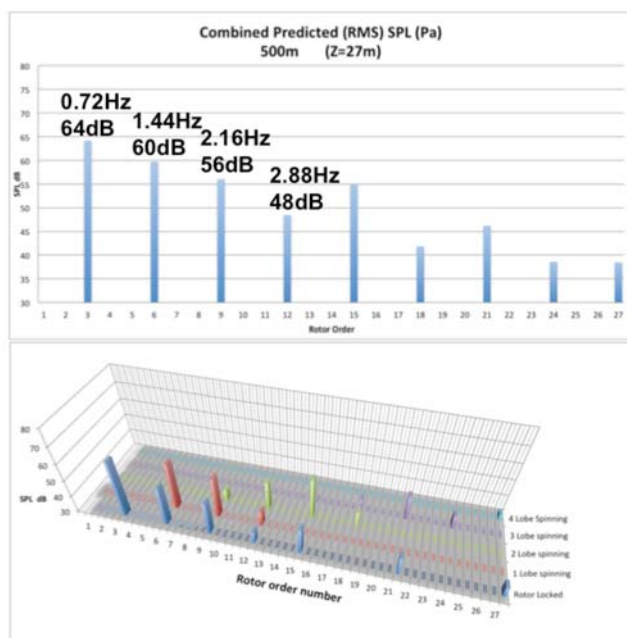 Combined Predicted (RMS) SPL (Pa)
500m (Z=27m)
80
75
70
65
60
55
50
45
40
35
30
SPL dB
0.72Hz
64dB
1.44Hz
60dB
2.16Hz
56dB
2.88Hz
48dB
1 2 3 4 5 6 7 8 9 10 11 12 13 14 15 16 17 18 19 20 21 22 23 24 25 26 27
Rotor Order
80
70
60
50
40
30
SPL dB
1 2 3 4 5 6 7 8 9 10 11 12 13 14 15 16 17 18 19 20 21 22 23 24 25 26 27
Rotor order number
4 Lobe Spinning
3 Lobe spinning
2 Lobe spinning
1 Lobe spinning
Rotor Locked